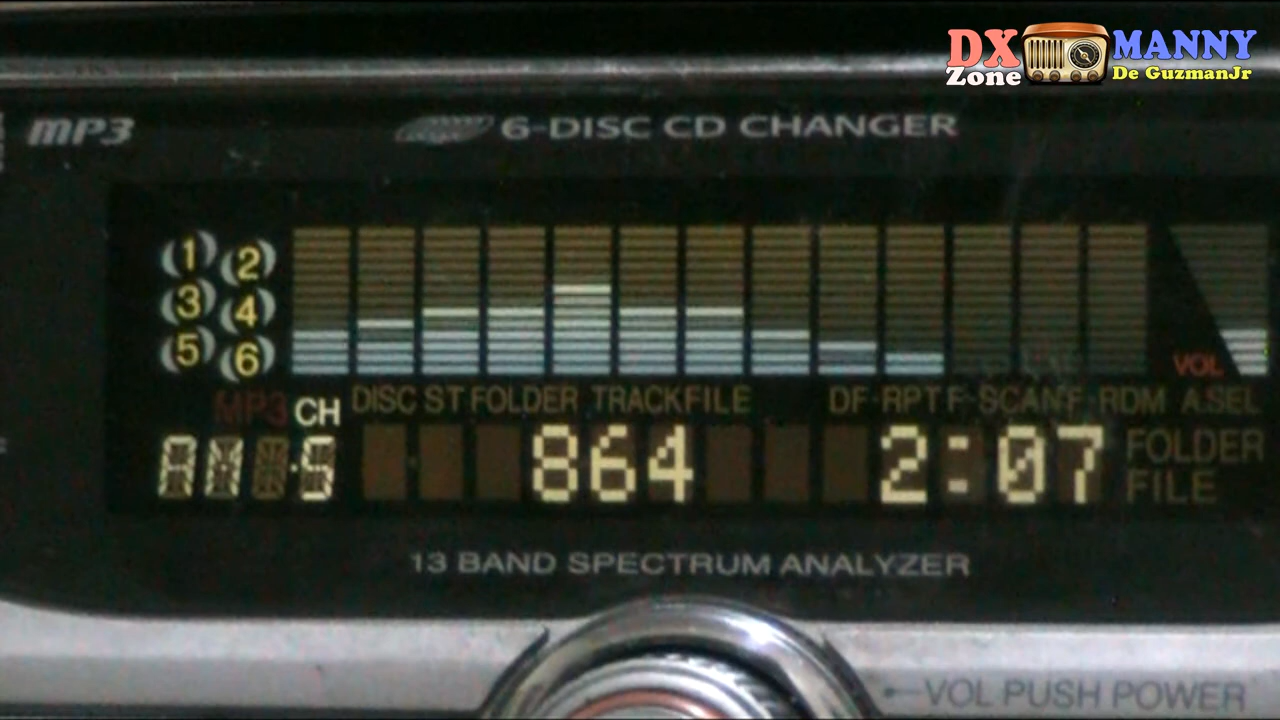 DX MANNY
Zone De GuzmanJr
MP3 6-DISC CD CHANGER
1 2
3 4
5 6
VOL
MP3 CH DISC ST FOLDER TRACK FILE DF RPT F SCAN F RDM A.SEL
AM 5 864 2:07 FOLDER
FILE
13 BAND SPECTRUM ANALYZER
VOL PUSH POWER